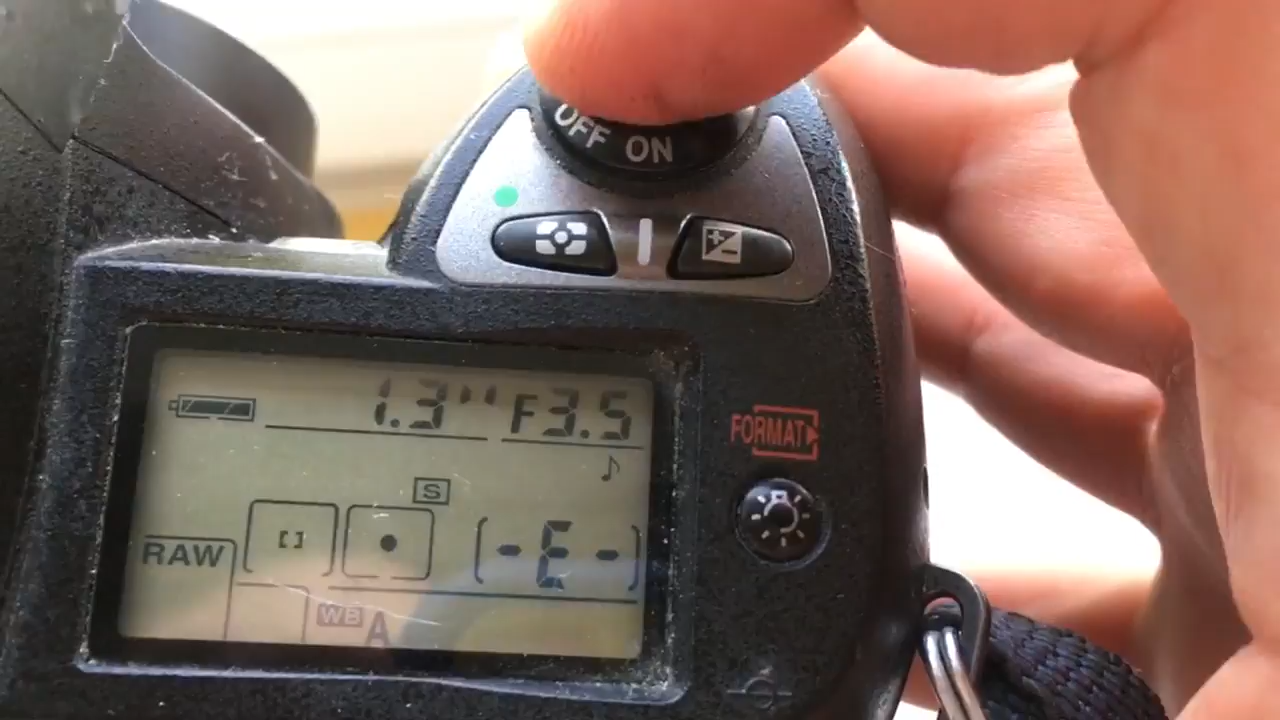 OFF ON
1.3" F3.5
FORMAT
S
RAW
[-E-]
WB A